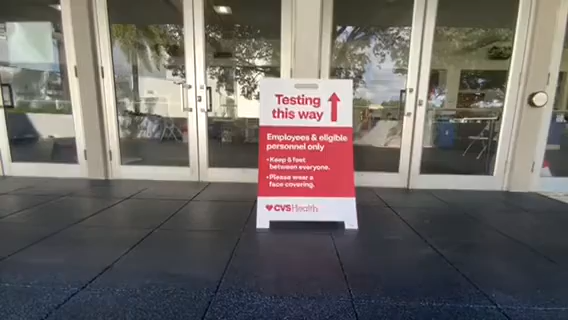 Testing
this way
Employees & eligible
personnel only
• Keep 6 feet
between everyone.
• Please wear a
face covering.
CVSHealth